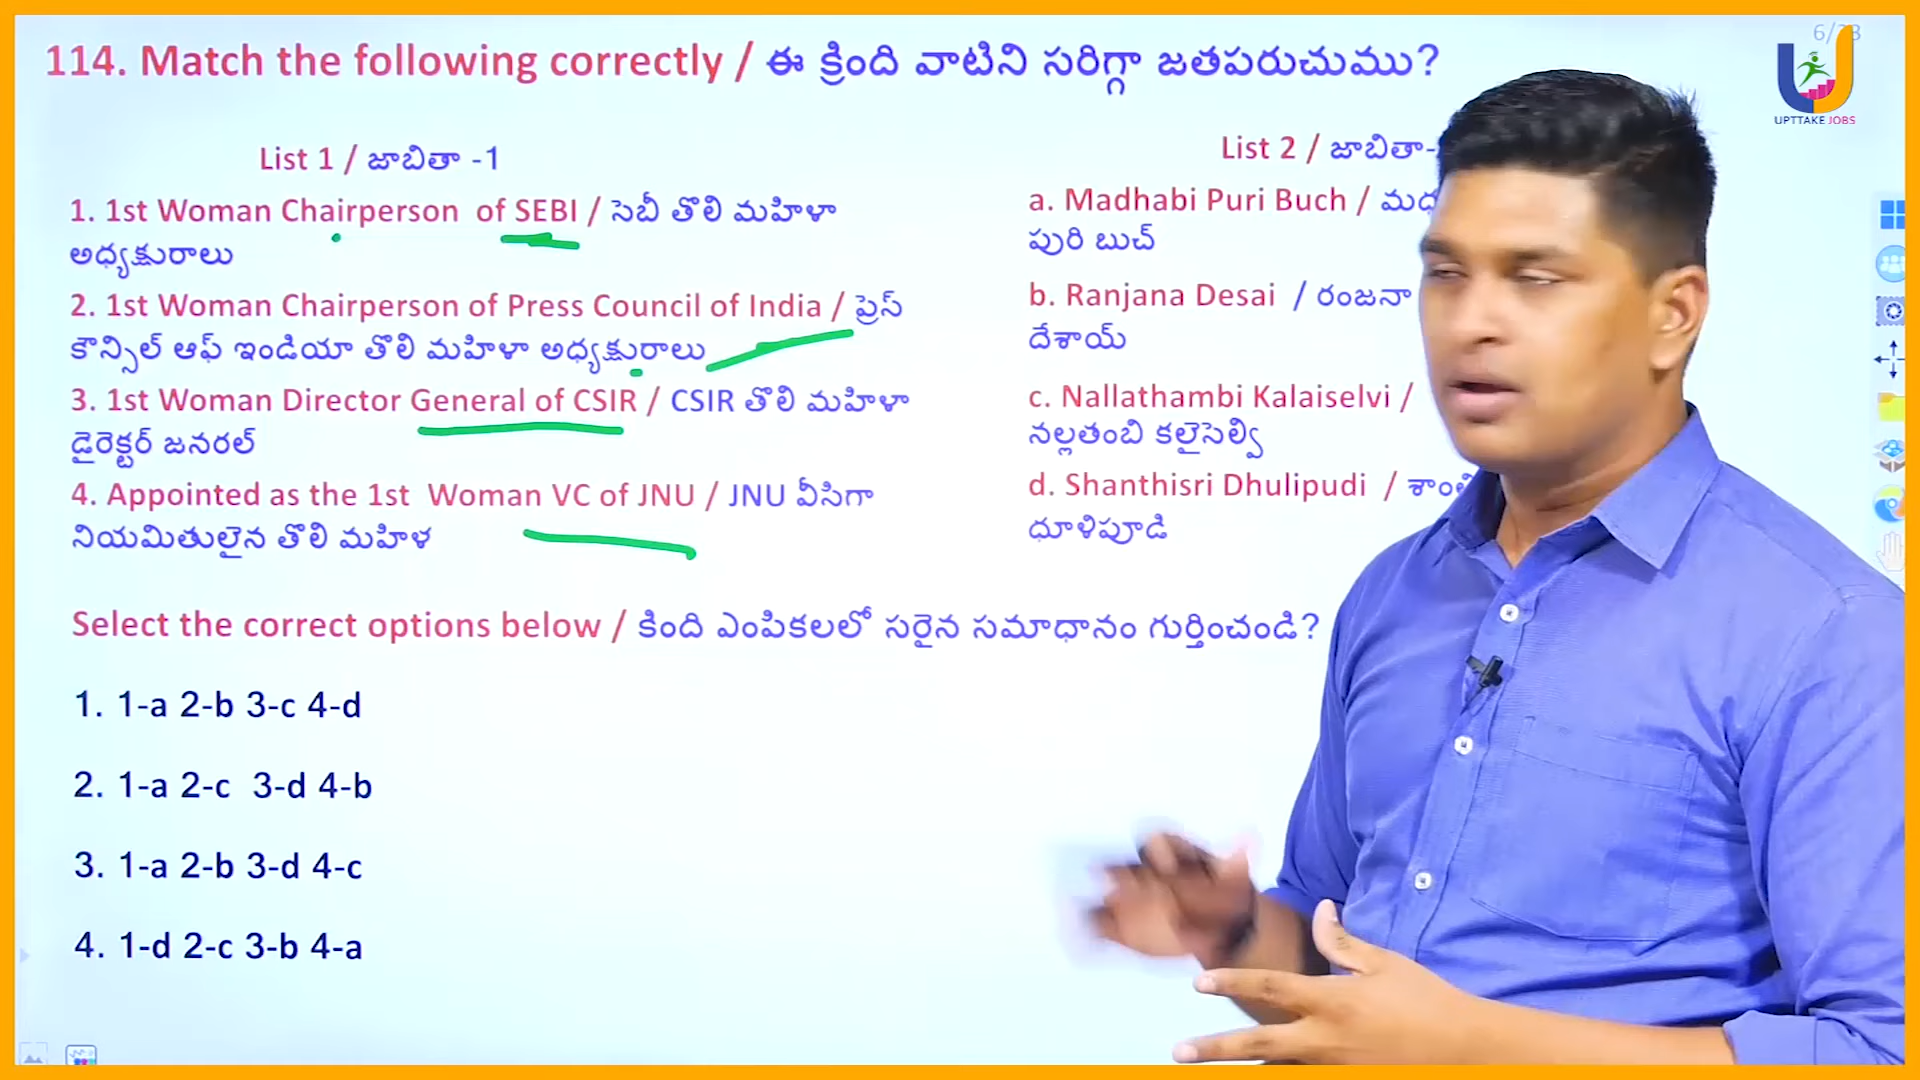 114. Match the following correctly / ఈ క్రింది వాటిని సరిగ్గా జతపరుచుము?
UPTTAKE JOBS
List 1 / జాబితా -1
1. 1st Woman Chairperson of SEBI / సెబీ తొలి మహిళా
అధ్యక్షురాలు
2. 1st Woman Chairperson of Press Council of India / ప్రెస్
కౌన్సిల్ ఆఫ్ ఇండియా తొలి మహిళా అధ్యక్షురాలు
3. 1st Woman Director General of CSIR / CSIR తొలి మహిళా
డైరెక్టర్ జనరల్
4. Appointed as the 1st Woman VC of JNU / JNU వీసిగా
నియమితులైన తొలి మహిళ
List 2 / జాబితా-
a. Madhabi Puri Buch /
పురి బుచ్
b. Ranjana Desai / రంజనా
దేశాయ్
c. Nallathambi Kalaiselvi /
నల్లతంబి కలైసెల్వి
d. Shanthisri Dhulipudi /
ధూళిపూడి
Select the correct options below / కింది ఎంపికలలో సరైన సమాధానం గుర్తించండి?
1. 1-a 2-b 3-c 4-d
2. 1-a 2-c 3-d 4-b
3. 1-a 2-b 3-d 4-c
4. 1-d 2-c 3-b 4-a